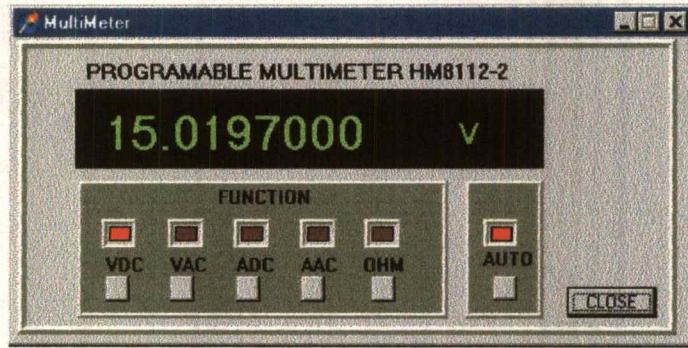 MultiMeter
PROGRAMABLE MULTIMETER HM8112-2
15.0197000 V
FUNCTION
VDC VAC ADC AAC OHM AUTO
CLOSE